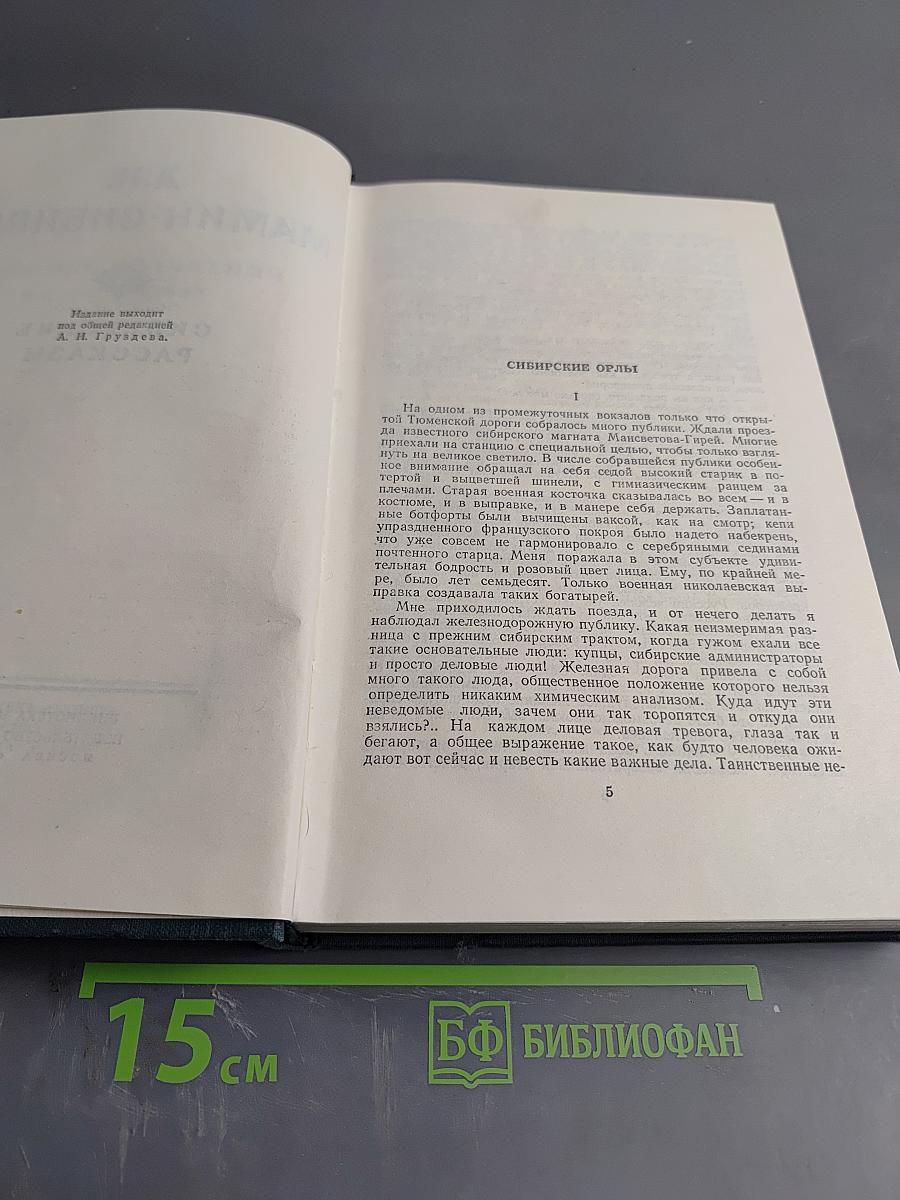 Издание выходит
под общей редакцией
А. И. Груздева.
СИБИРСКИЕ ОРЛЫ
I
На одном из промежуточных вокзалов только что откры-
той Тюменской дороги собралось много публики. Ждали проез-
да известного сибирского магната Мансветова-Гирей. Многие
приехали на станцию с специальной целью, чтобы только взгля-
нуть на великое светило. В числе собравшейся публики особен-
ное внимание обращал на себя седой высокий старик в по-
тертой и выцветшей шинели, с гимназическим ранцем за
плечами. Старая военная косточка сказывалась во всем — и в
костюме, и в выправке, и в манере себя держать. Заплатан-
ные ботфорты были вычищены ваксой, как на смотр; кепи
упраздненного французского покроя было надето набекрень,
что уже совсем не гармонировало с серебряными сединами
почтенного старца. Меня поражала в этом субъекте удиви-
тельная бодрость и розовый цвет лица. Ему, по крайней ме-
ре, было лет семьдесят. Только военная николаевская вы-
правка создавала таких богатырей.
Мне приходилось ждать поезда, и от нечего делать я
наблюдал железнодорожную публику. Какая неизмеримая раз-
ница с прежним сибирским трактом, когда гужом ехали все
такие основательные люди: купцы, сибирские администраторы
и просто деловые люди! Железная дорога привела с собой
много такого люда, общественное положение которого нельзя
определить никаким химическим анализом. Куда идут эти
неведомые люди, зачем они так торопятся и откуда они
взялись?.. На каждом лице деловая тревога, глаза так и
бегают, а общее выражение такое, как будто человека ожи-
дают вот сейчас и невесть какие важные дела. Таинственные не-
5
15 см
БФ БИБЛИОФАН